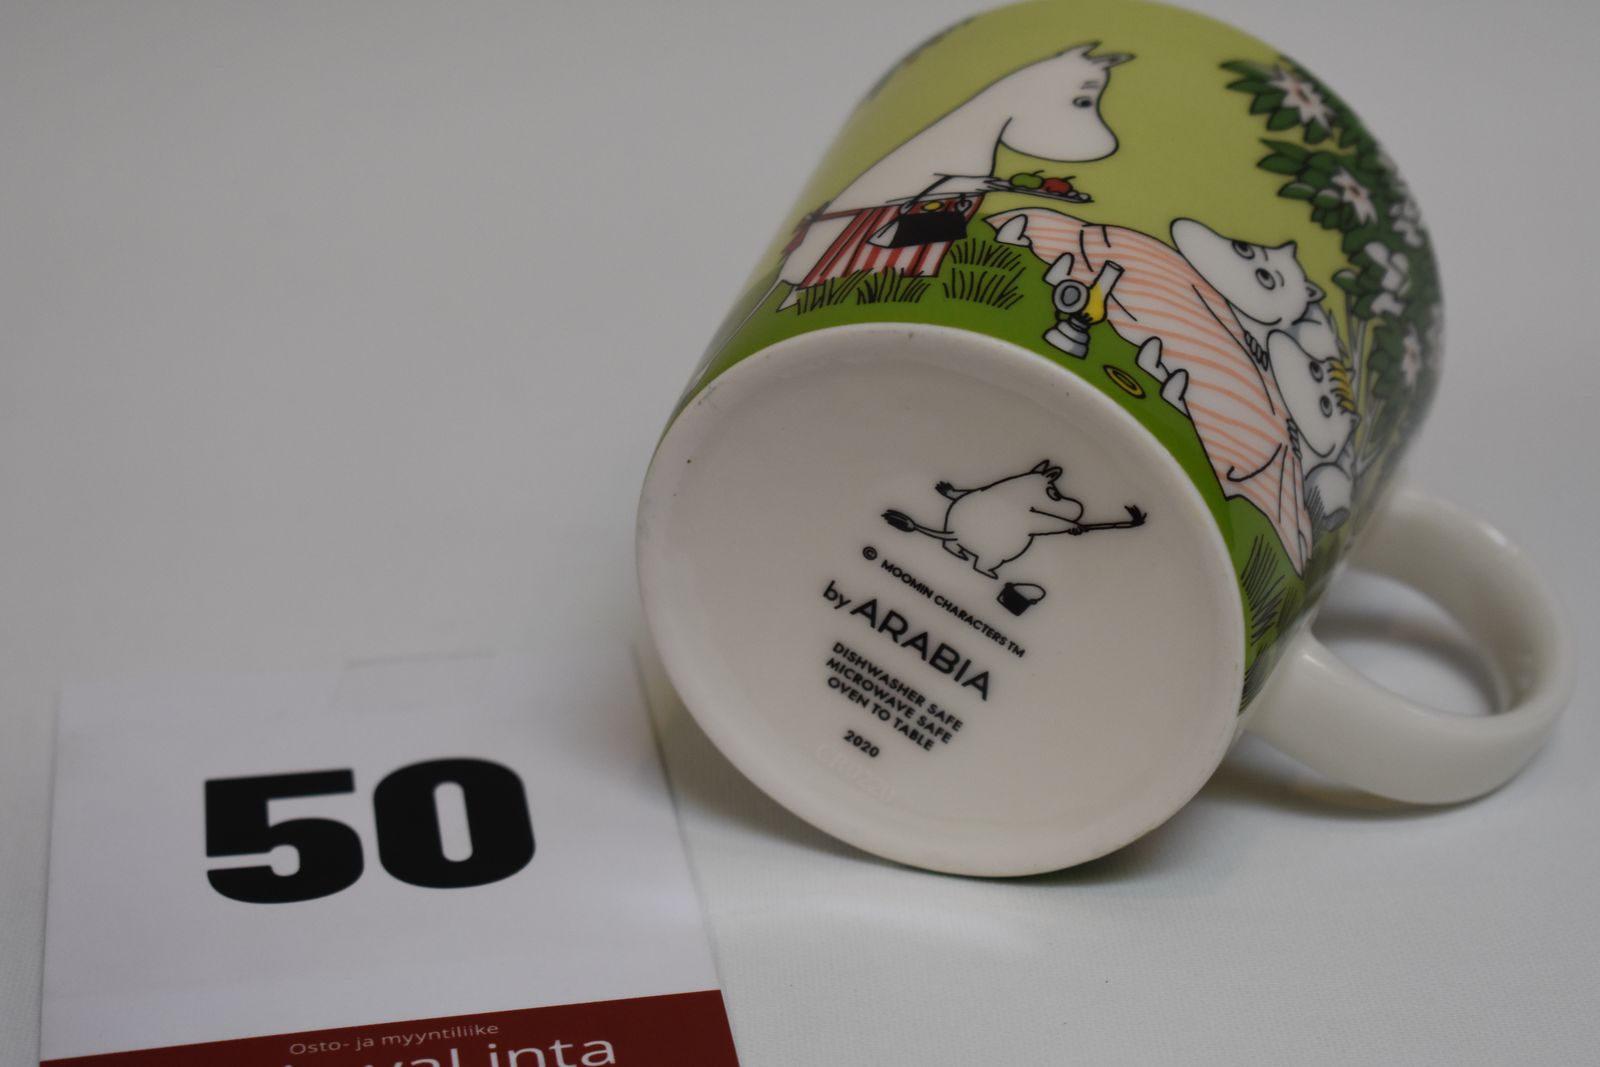 © MOOMIN CHARACTERS™
by ARABIA
DISHWASHER SAFE
MICROWAVE SAFE
OVEN TO TABLE
2020
50
Osto- ja myyntiliike